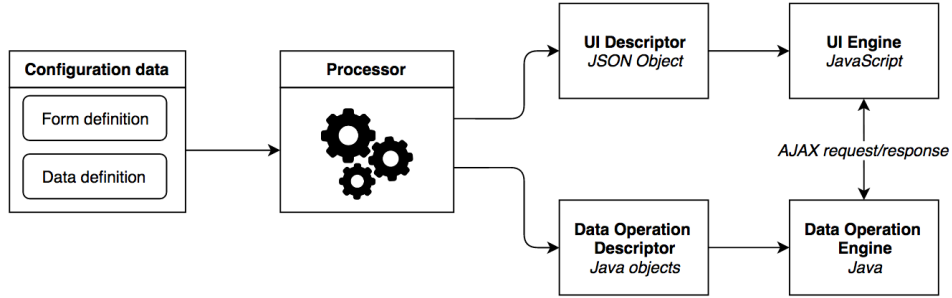 Configuration data
Form definition
Data definition
Processor
UI Descriptor
JSON Object
UI Engine
JavaScript
AJAX request/response
Data Operation
Descriptor
Java objects
Data Operation
Engine
Java